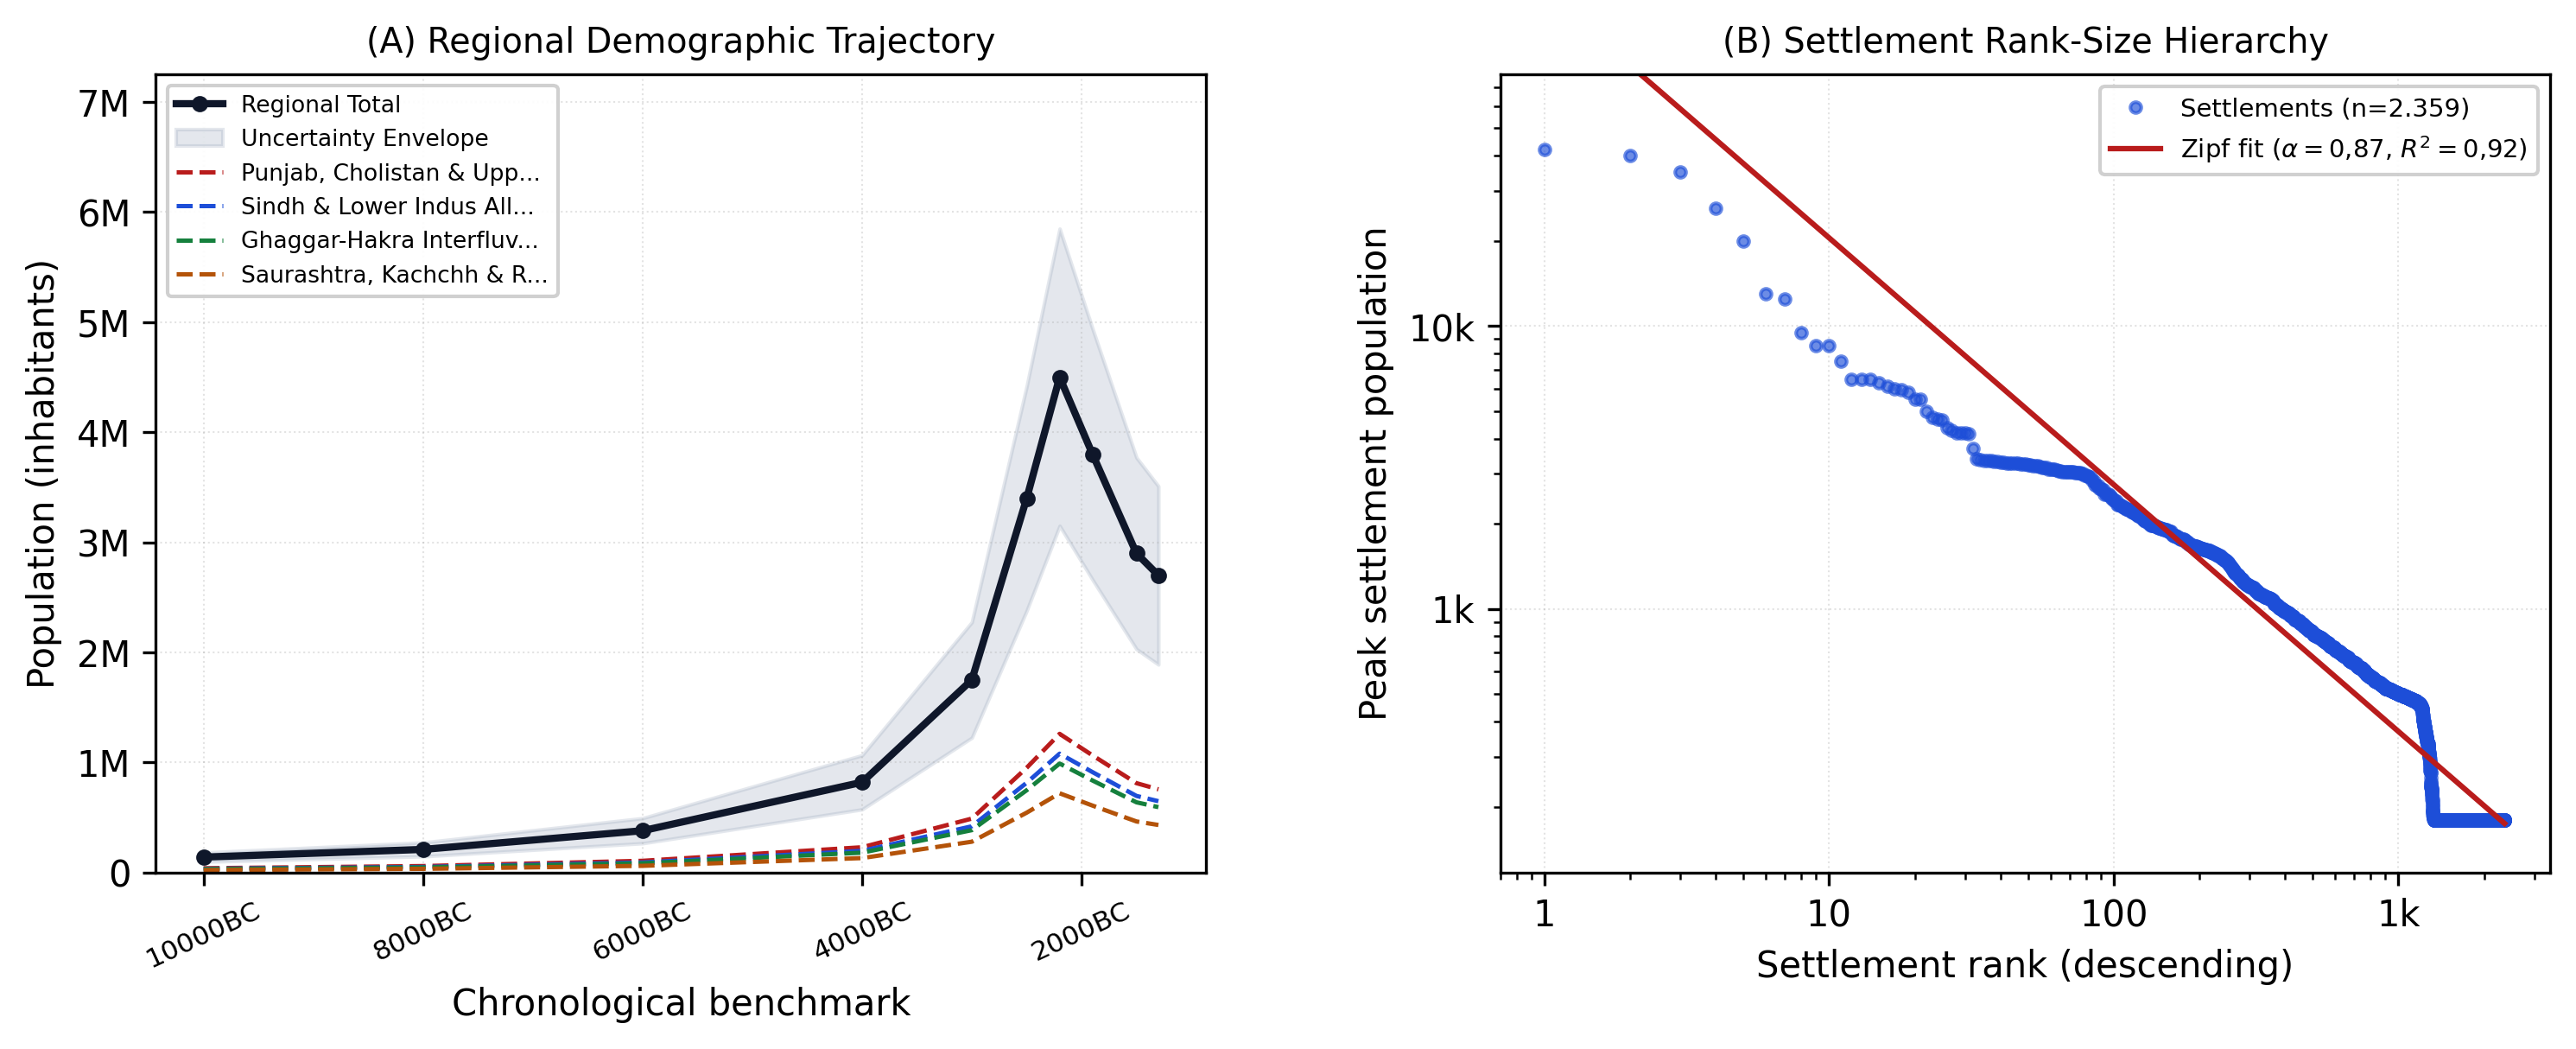 (A) Regional Demographic Trajectory
7M
6M
5M
4M
3M
2M
1M
0
Population (inhabitants)
Regional Total
Uncertainty Envelope
Punjab, Cholistan & Upp...
Sindh & Lower Indus All...
Ghaggar-Hakra Interfluv...
Saurashtra, Kachchh & R...
10000BC
8000BC
6000BC
4000BC
2000BC
Chronological benchmark
(B) Settlement Rank-Size Hierarchy
10k
1k
Peak settlement population
Settlements (n=2.359)
Zipf fit (α = 0,87, R² = 0,92)
1
10
100
1k
Settlement rank (descending)